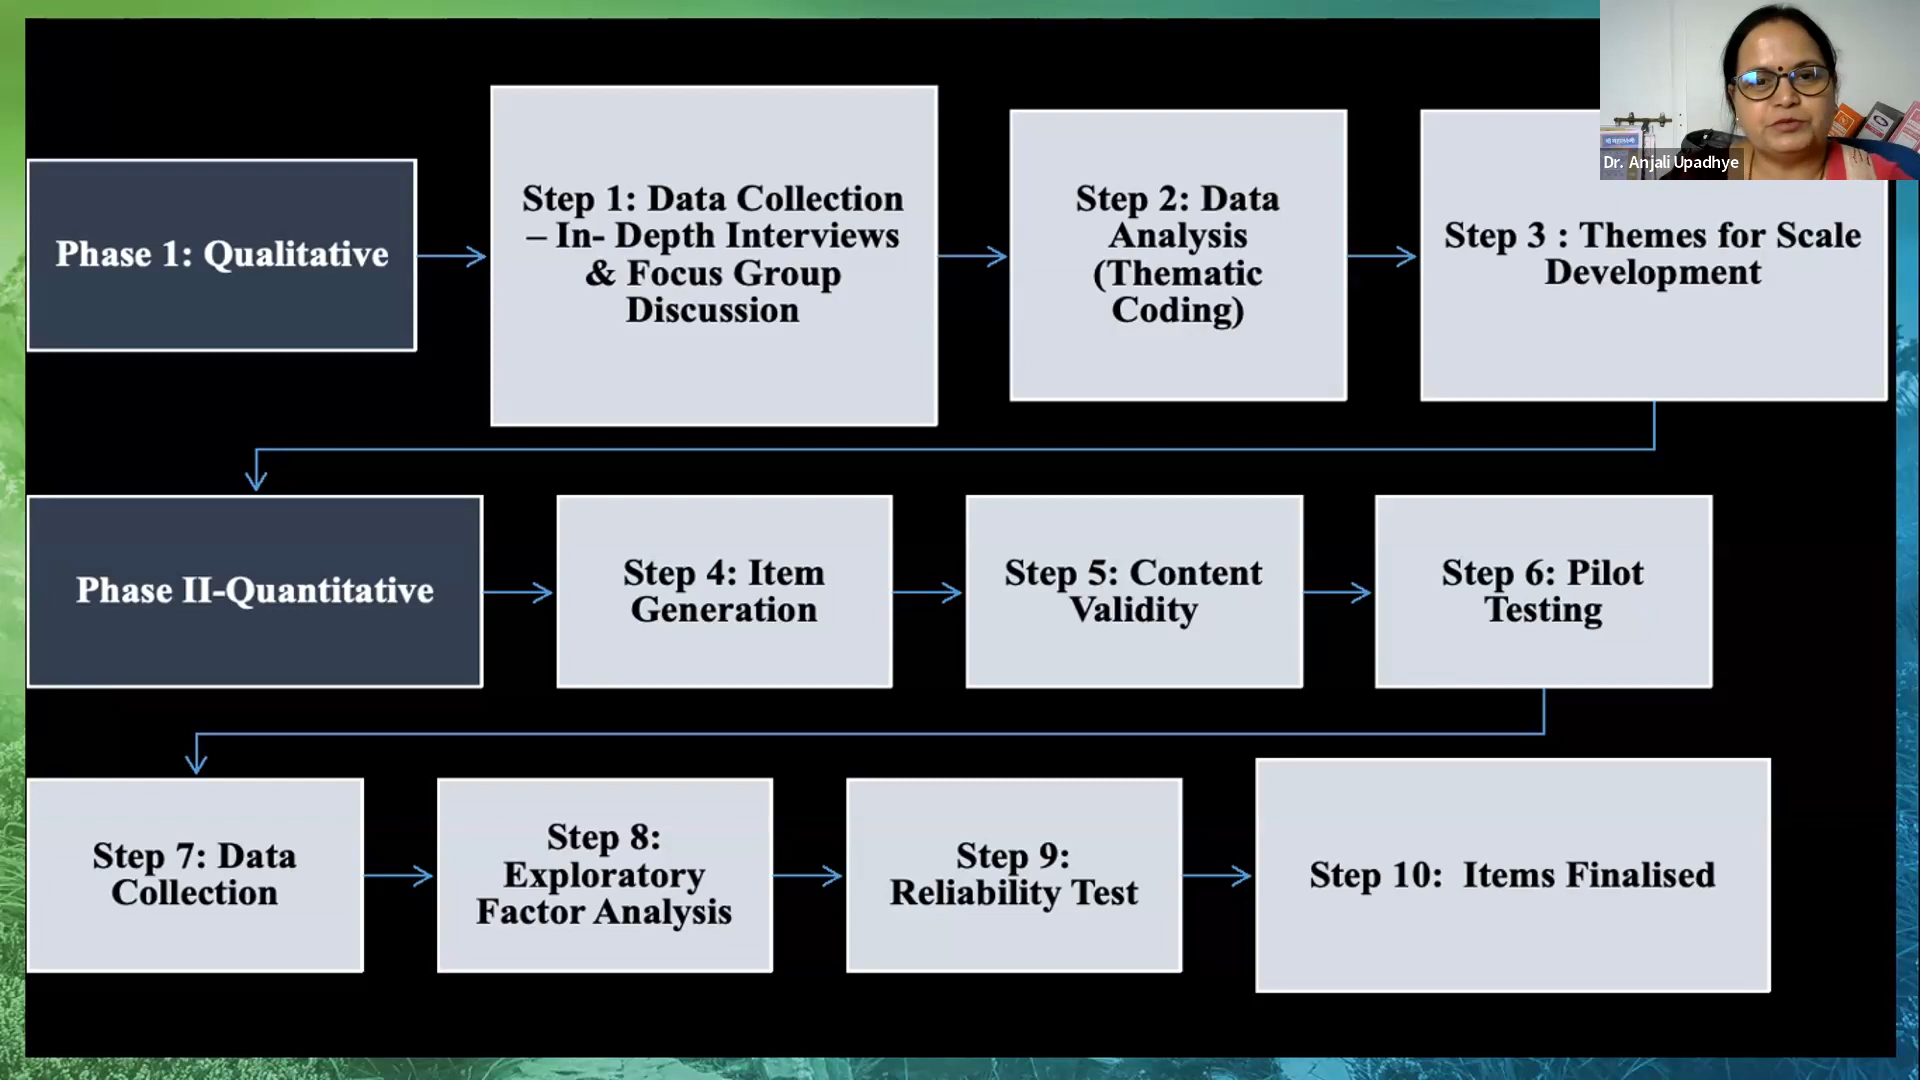 Dr. Anjali Upadhye
Phase 1: Qualitative
Step 1: Data Collection
– In- Depth Interviews
& Focus Group
Discussion
Step 2: Data
Analysis
(Thematic
Coding)
Step 3 : Themes for Scale
Development
Phase II-Quantitative
Step 4: Item
Generation
Step 5: Content
Validity
Step 6: Pilot
Testing
Step 7: Data
Collection
Step 8:
Exploratory
Factor Analysis
Step 9:
Reliability Test
Step 10:  Items Finalised